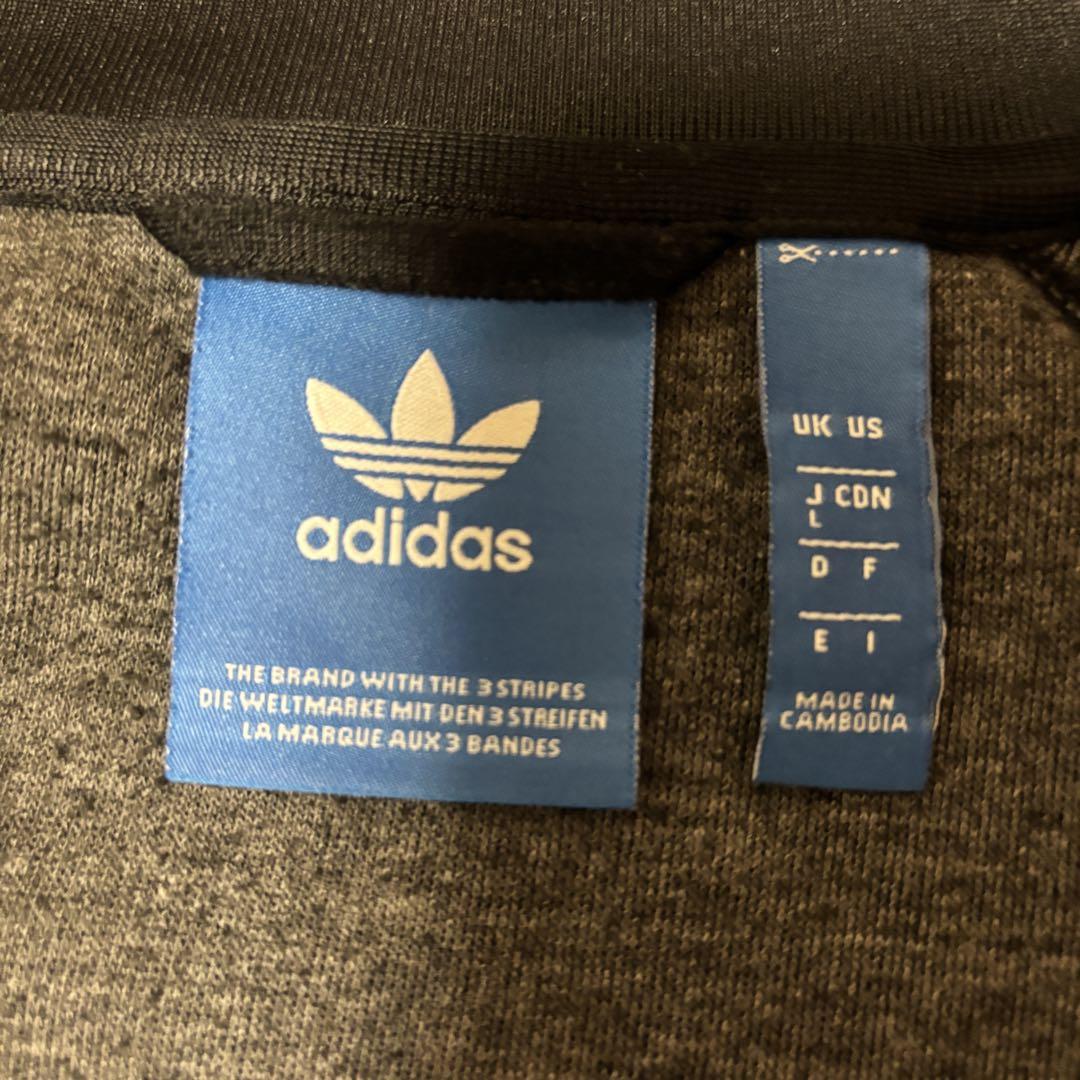 adidas
THE BRAND WITH THE 3 STRIPES
DIE WELTMARKE MIT DEN 3 STREIFEN
LA MARQUE AUX 3 BANDES
UK US
J CDN
L
D F
E I
MADE IN
CAMBODIA